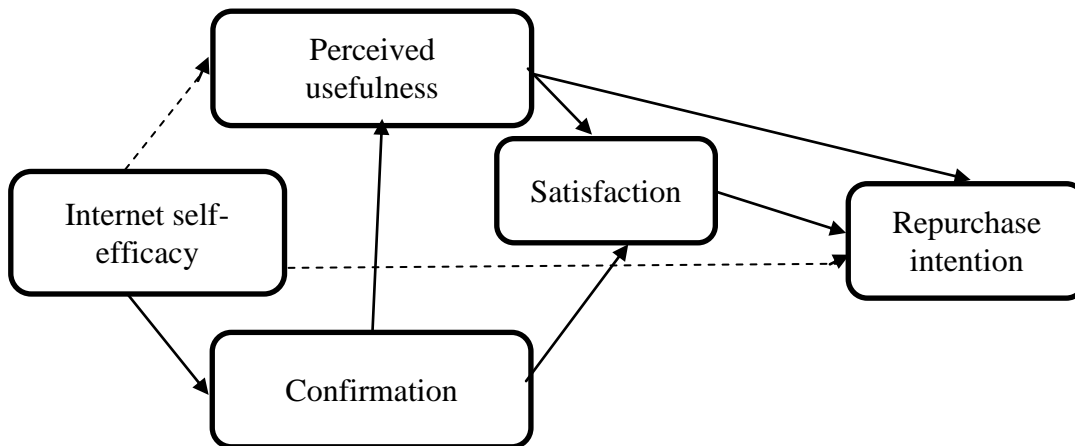 Perceived
usefulness
Satisfaction
Internet self-
efficacy
Repurchase
intention
Confirmation